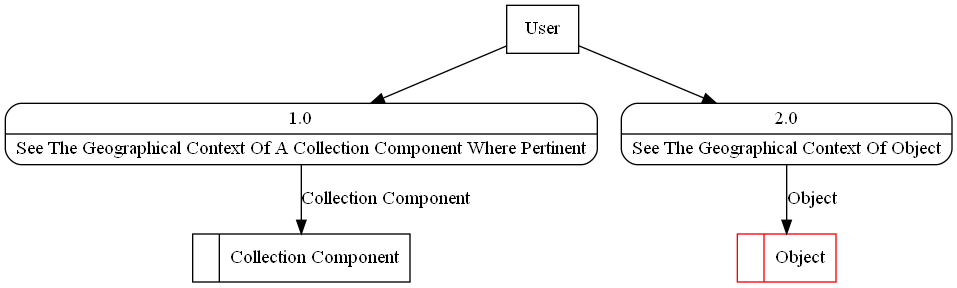 User
1.0
See The Geographical Context Of A Collection Component Where Pertinent
2.0
See The Geographical Context Of Object
Collection Component
Object
Collection Component
Object